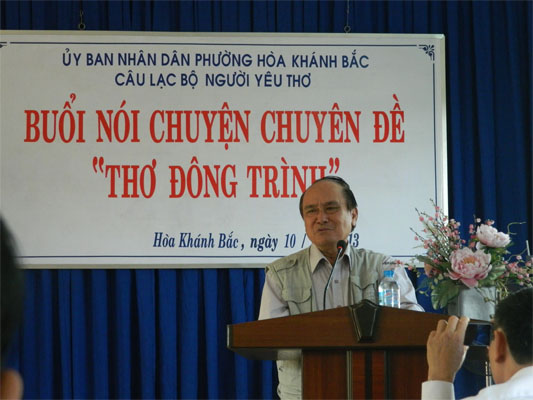 ỦY BAN NHÂN DÂN PHƯỜNG HÒA KHÁNH BẮC
CÂU LẠC BỘ NGƯỜI YÊU THƠ
BUỔI NÓI CHUYỆN CHUYÊN ĐỀ
“THƠ ĐÔNG TRÌNH”
Hòa Khánh Bắc, ngày 10 / 13